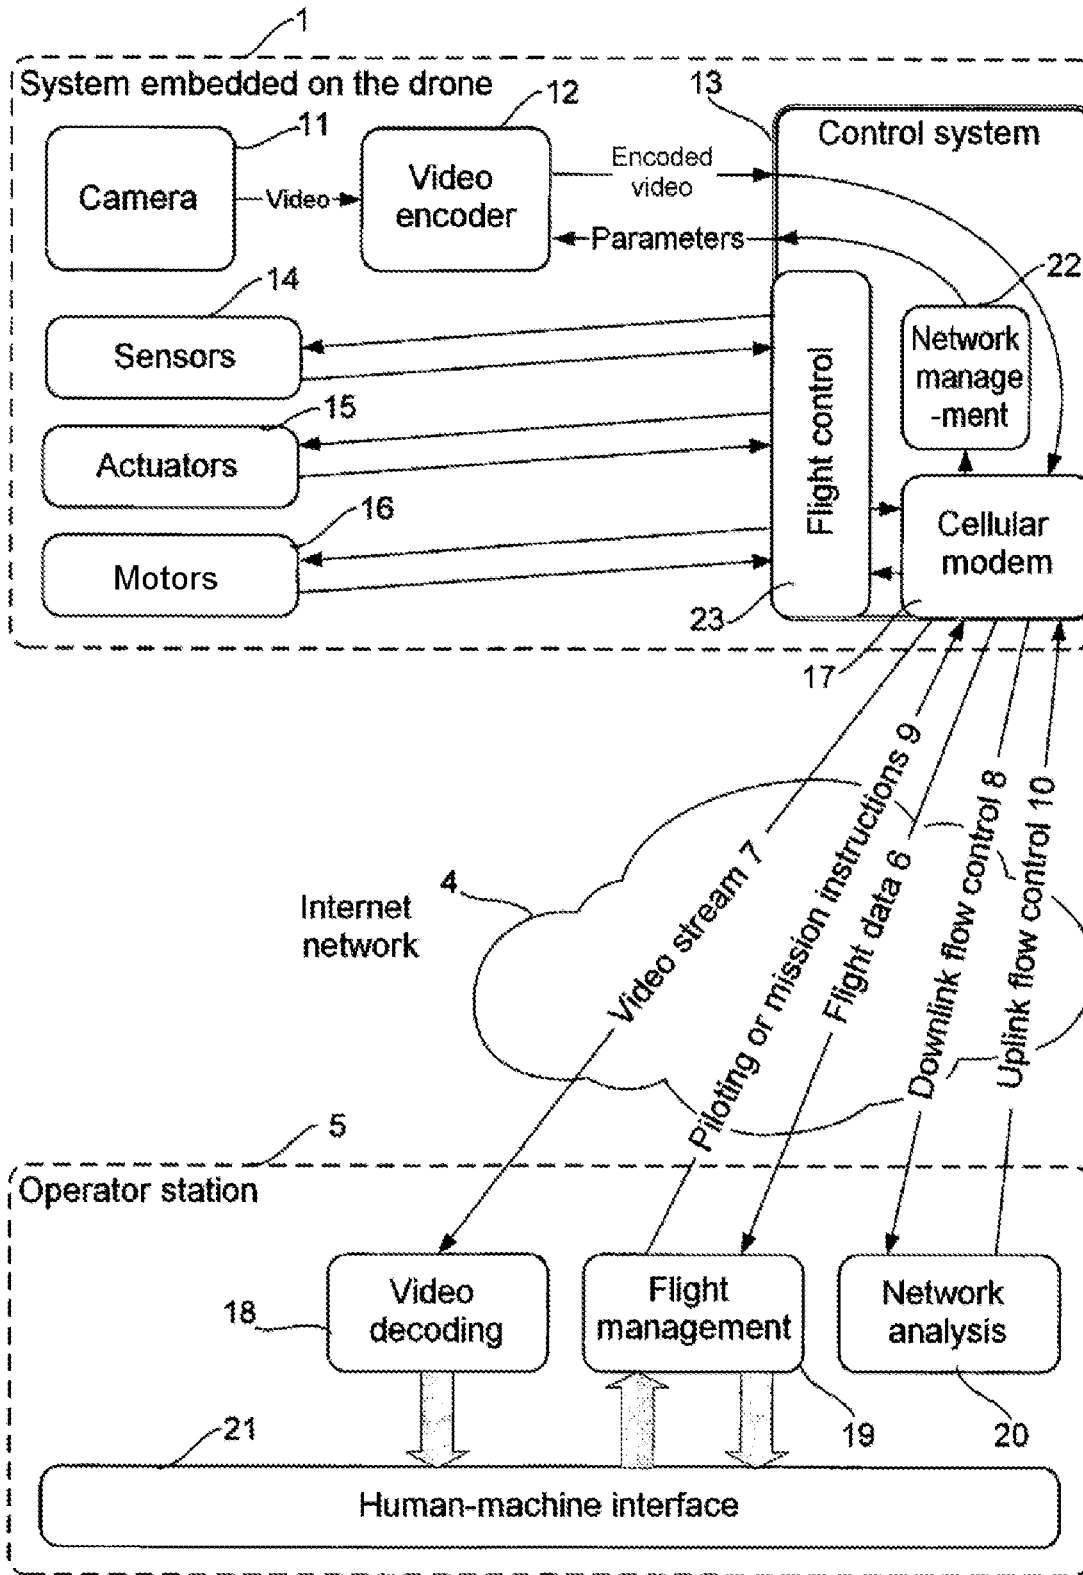 1
System embedded on the drone
11
12
13
Control system
Camera
Video
Video
encoder
Encoded
video
Parameters
14
22
Sensors
Flight control
Network
manage
-ment
15
Actuators
16
Motors
Cellular
modem
23
17
Internet
network
4
Video stream 7
Piloting or mission instructions 9
Flight data 6
Downlink flow control 8
Uplink flow control 10
5
Operator station
18
Video
decoding
Flight
management
Network
analysis
19
20
21
Human-machine interface